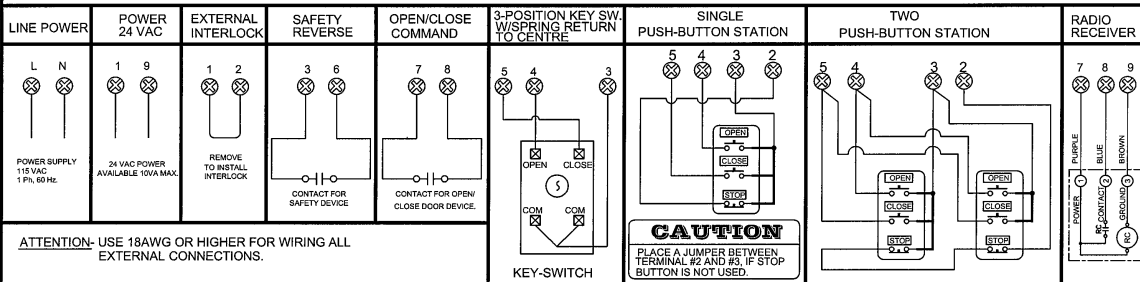 LINE POWER
POWER
24 VAC
EXTERNAL
INTERLOCK
SAFETY
REVERSE
OPEN/CLOSE
COMMAND
3-POSITION KEY SW.
W/SPRING RETURN
TO CENTRE
SINGLE
PUSH-BUTTON STATION
TWO
PUSH-BUTTON STATION
RADIO
RECEIVER
L N
1 9
1 2
3 6
7 8
5 4 3
5 4 3 2
5 4 3 2
7 8 9
POWER SUPPLY
115 VAC
1 Ph, 60 Hz.
24 VAC POWER
AVAILABLE 10VA MAX.
REMOVE
TO INSTALL
INTERLOCK
CONTACT FOR
SAFETY DEVICE
CONTACT FOR OPEN/
CLOSE DOOR DEVICE.
OPEN CLOSE
S
COM COM
KEY-SWITCH
OPEN
CLOSE
STOP
CAUTION
PLACE A JUMPER BETWEEN
TERMINAL #2 AND #3, IF STOP
BUTTON IS NOT USED.
OPEN
CLOSE
STOP
OPEN
CLOSE
STOP
PURPLE
BLUE
BROWN
1 2 3
POWER
RC CONTACT
GROUND
RC
ATTENTION- USE 18AWG OR HIGHER FOR WIRING ALL
EXTERNAL CONNECTIONS.